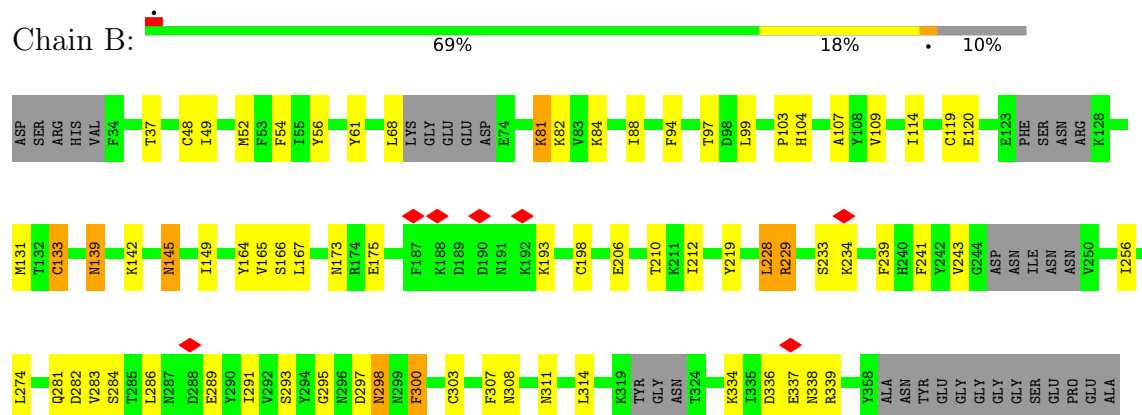 Chain B:
69% 18% • 10%
ASP SER ARG HIS VAL F34 T37 C48 I49 M52 F53 F54 I55 Y56 Y61 L68 LYS GLY GLU GLU ASP E74 K81 K82 V83 K84 I88 F94 T97 D98 L99 P103 H104 A107 Y108 V109 I114 C119 E120 E123 PHE SER ASN ARG K128
M131 T132 C133 N139 K142 N145 I149 Y164 V165 S166 L167 N173 R174 E175 F187 K188 D189 D190 N191 K192 K193 C198 E206 T210 K211 I212 Y219 L228 R229 S233 K234 F239 H240 F241 Y242 V243 G244 ASP ASN ILE ASN ASN V250 I256
L274 Q281 D282 V283 S284 T285 L286 N287 D288 E289 Y290 I291 V292 S293 Y294 G295 N296 D297 N298 N299 F300 C303 F307 N308 N311 L314 K319 TYR GLY ASN T324 K334 I335 D336 E337 N338 R339 Y358 ALA ASN TYR GLU GLY GLY GLY GLY SER GLU PRO GLU ALA